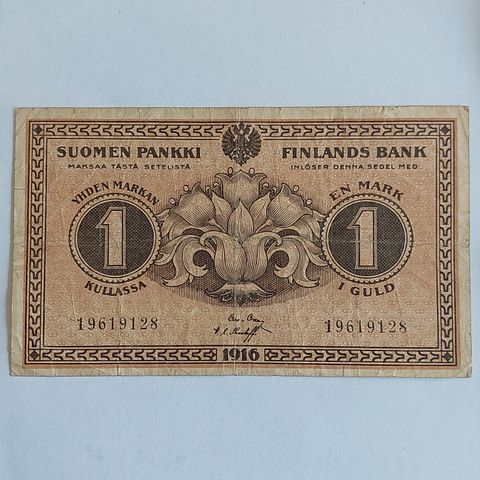 SUOMEN PANKKI
MAKSAA TÄSTÄ SETELISTÄ
FINLANDS BANK
INLÖSER DENNA SEDEL MED
YHDEN MARKAN
1
KULLASSA
EN MARK
1
I GULD
19619128
19619128
1916